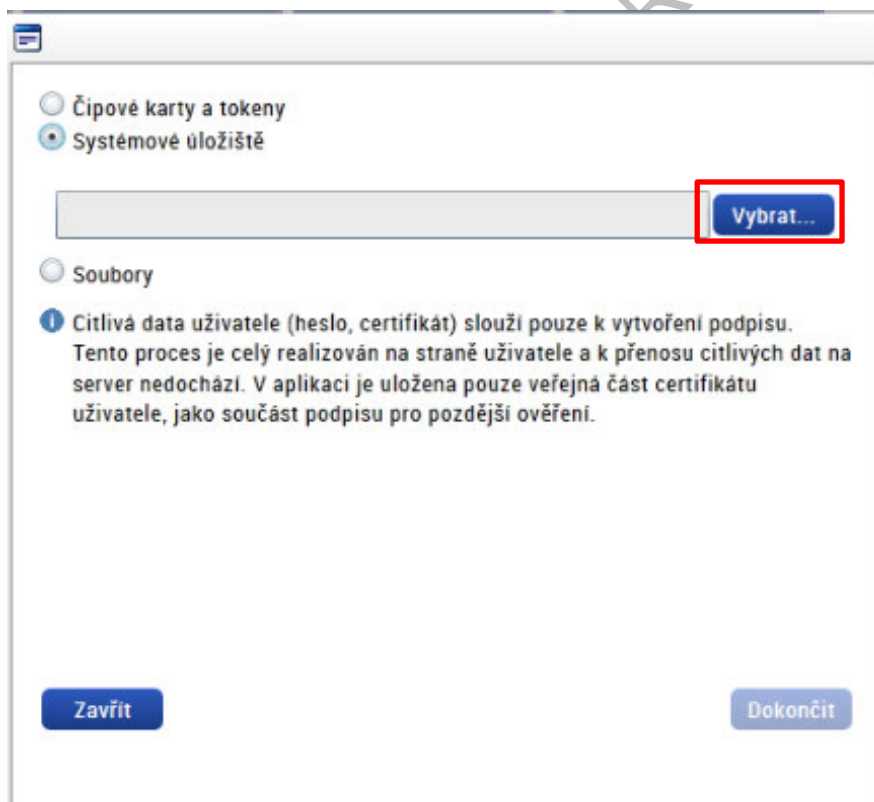 Čipové karty a tokeny
Systémové úložiště
Vybrat...
Soubory
Citlivá data uživatele (heslo, certifikát) slouží pouze k vytvoření podpisu.
Tento proces je celý realizován na straně uživatele a k přenosu citlivých dat na
server nedochází. V aplikaci je uložena pouze veřejná část certifikátu
uživatele, jako součást podpisu pro pozdější ověření.
Zavřít
Dokončit